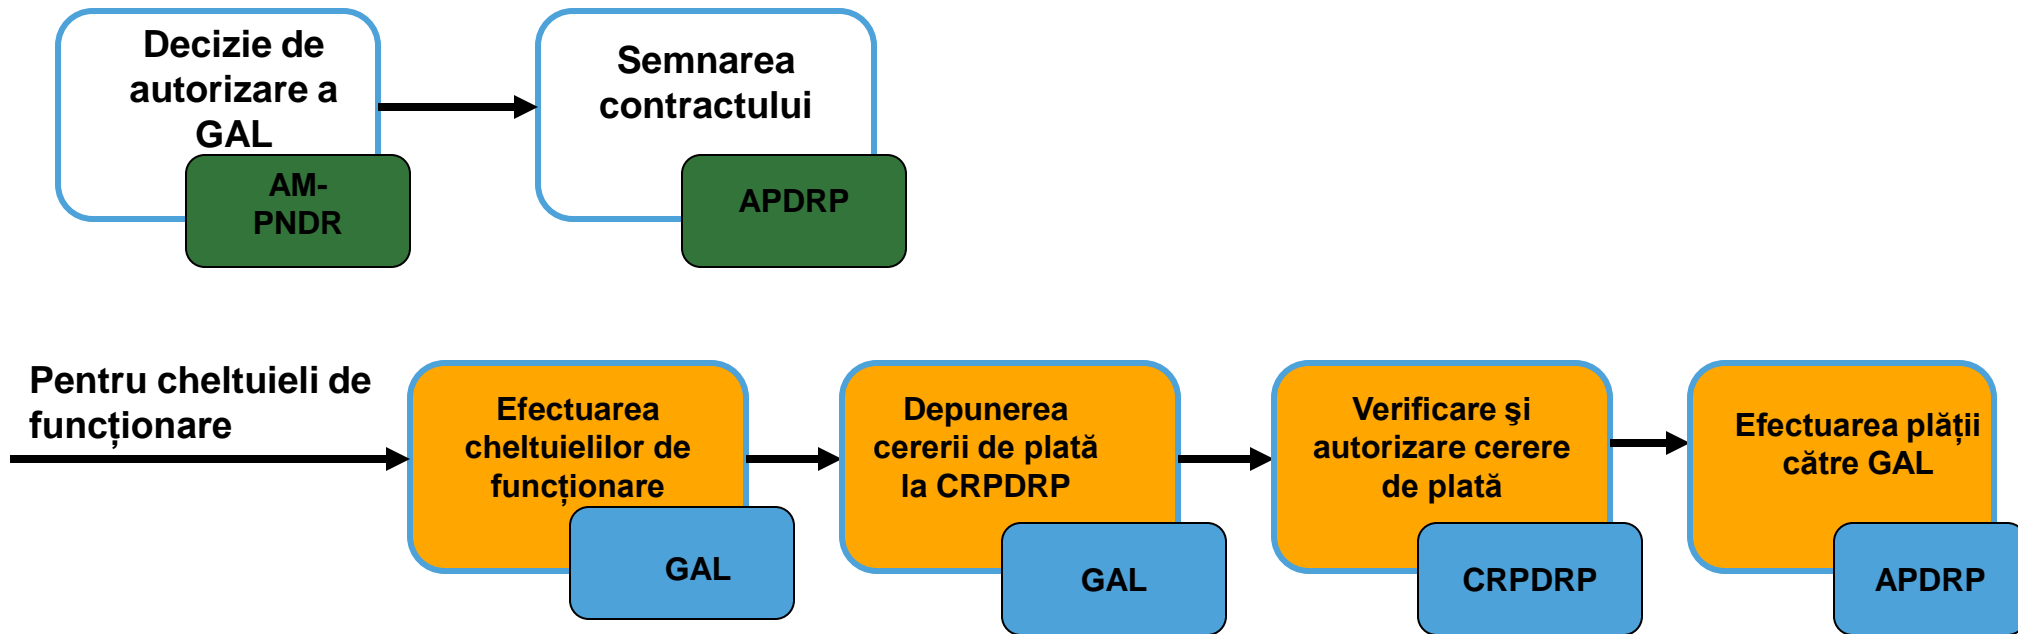 Decizie de
autorizare a
GAL
AM-
PNDR
Semnarea
contractului
APDRP
Pentru cheltuieli de
funcționare
Efectuarea
cheltuielilor de
funcționare
GAL
Depunerea
cererii de plată
la CRPDRP
GAL
Verificare şi
autorizare cerere
de plată
CRPDRP
Efectuarea plății
către GAL
APDRP